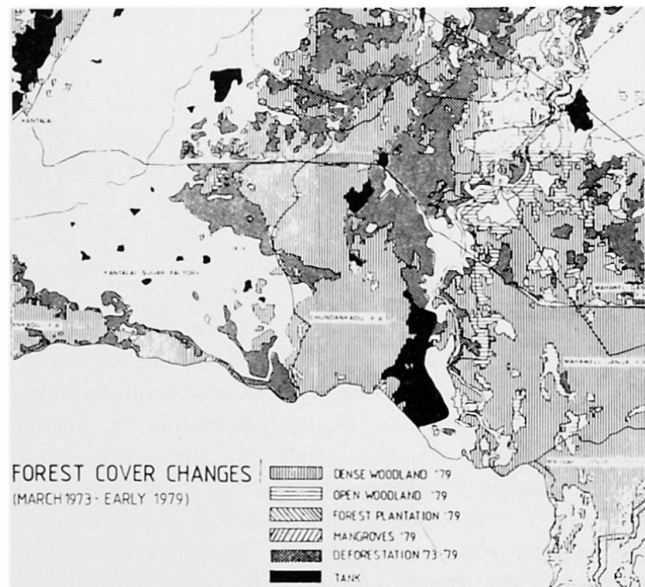 KANTALAI
KANTALAI SUGAR FACTORY
FOREST COVER CHANGES
(MARCH 1973 - EARLY 1979)
DENSE WOODLAND '79
OPEN WOODLAND '79
FOREST PLANTATION '79
MANGROVES '79
DEFORESTATION '73-'79
TANK